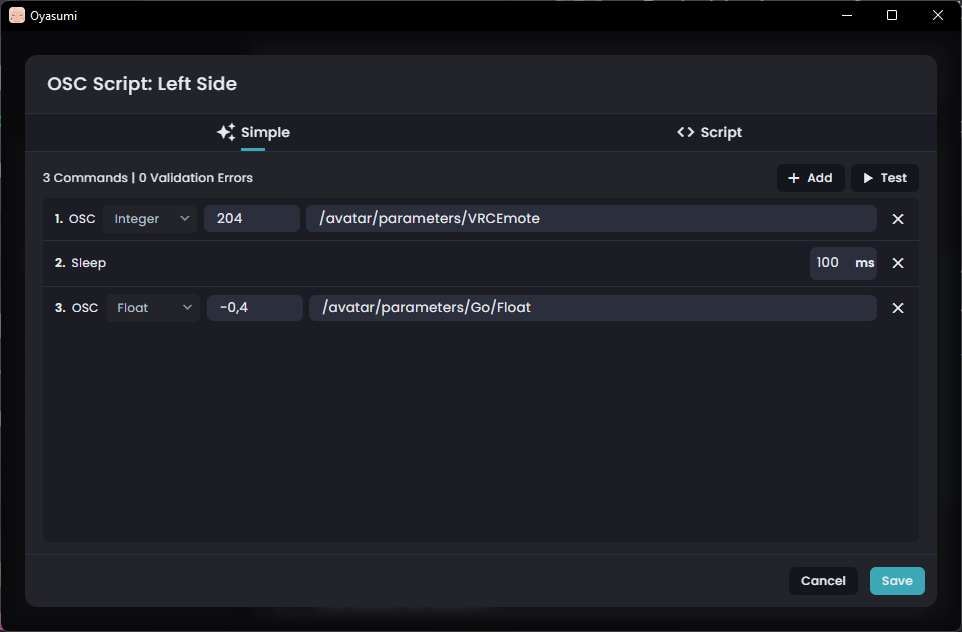 Oyasumi
OSC Script: Left Side
Simple
<> Script
3 Commands | 0 Validation Errors
+ Add
Test
1. OSC Integer 204 /avatar/parameters/VRCEmote
2. Sleep 100 ms
3. OSC Float -0,4 /avatar/parameters/Go/Float
Cancel
Save